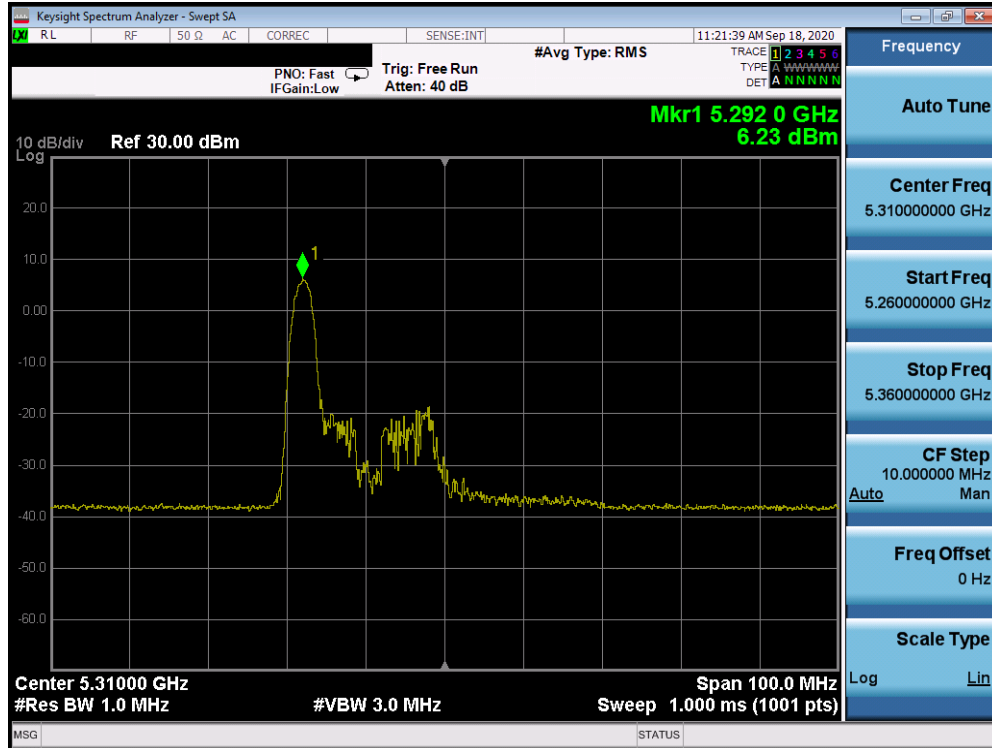 Keysight Spectrum Analyzer - Swept SA
LXI RL RF 50 Ω AC CORREC SENSE:INT 11:21:39 AM Sep 18, 2020
#Avg Type: RMS
TRACE 1 2 3 4 5 6
PNO: Fast Trig: Free Run
TYPE A WWWWW
IFGain:Low Atten: 40 dB
DET A N N N N N
Mkr1 5.292 0 GHz
6.23 dBm
10 dB/div Ref 30.00 dBm
Log
20.0
1
10.0
0.00
-10.0
-20.0
-30.0
-40.0
-50.0
-60.0
Center 5.31000 GHz Span 100.0 MHz
#Res BW 1.0 MHz #VBW 3.0 MHz Sweep 1.000 ms (1001 pts)
MSG STATUS
Frequency
Auto Tune
Center Freq
5.310000000 GHz
Start Freq
5.260000000 GHz
Stop Freq
5.360000000 GHz
CF Step
10.000000 MHz
Auto Man
Freq Offset
0 Hz
Scale Type
Log Lin